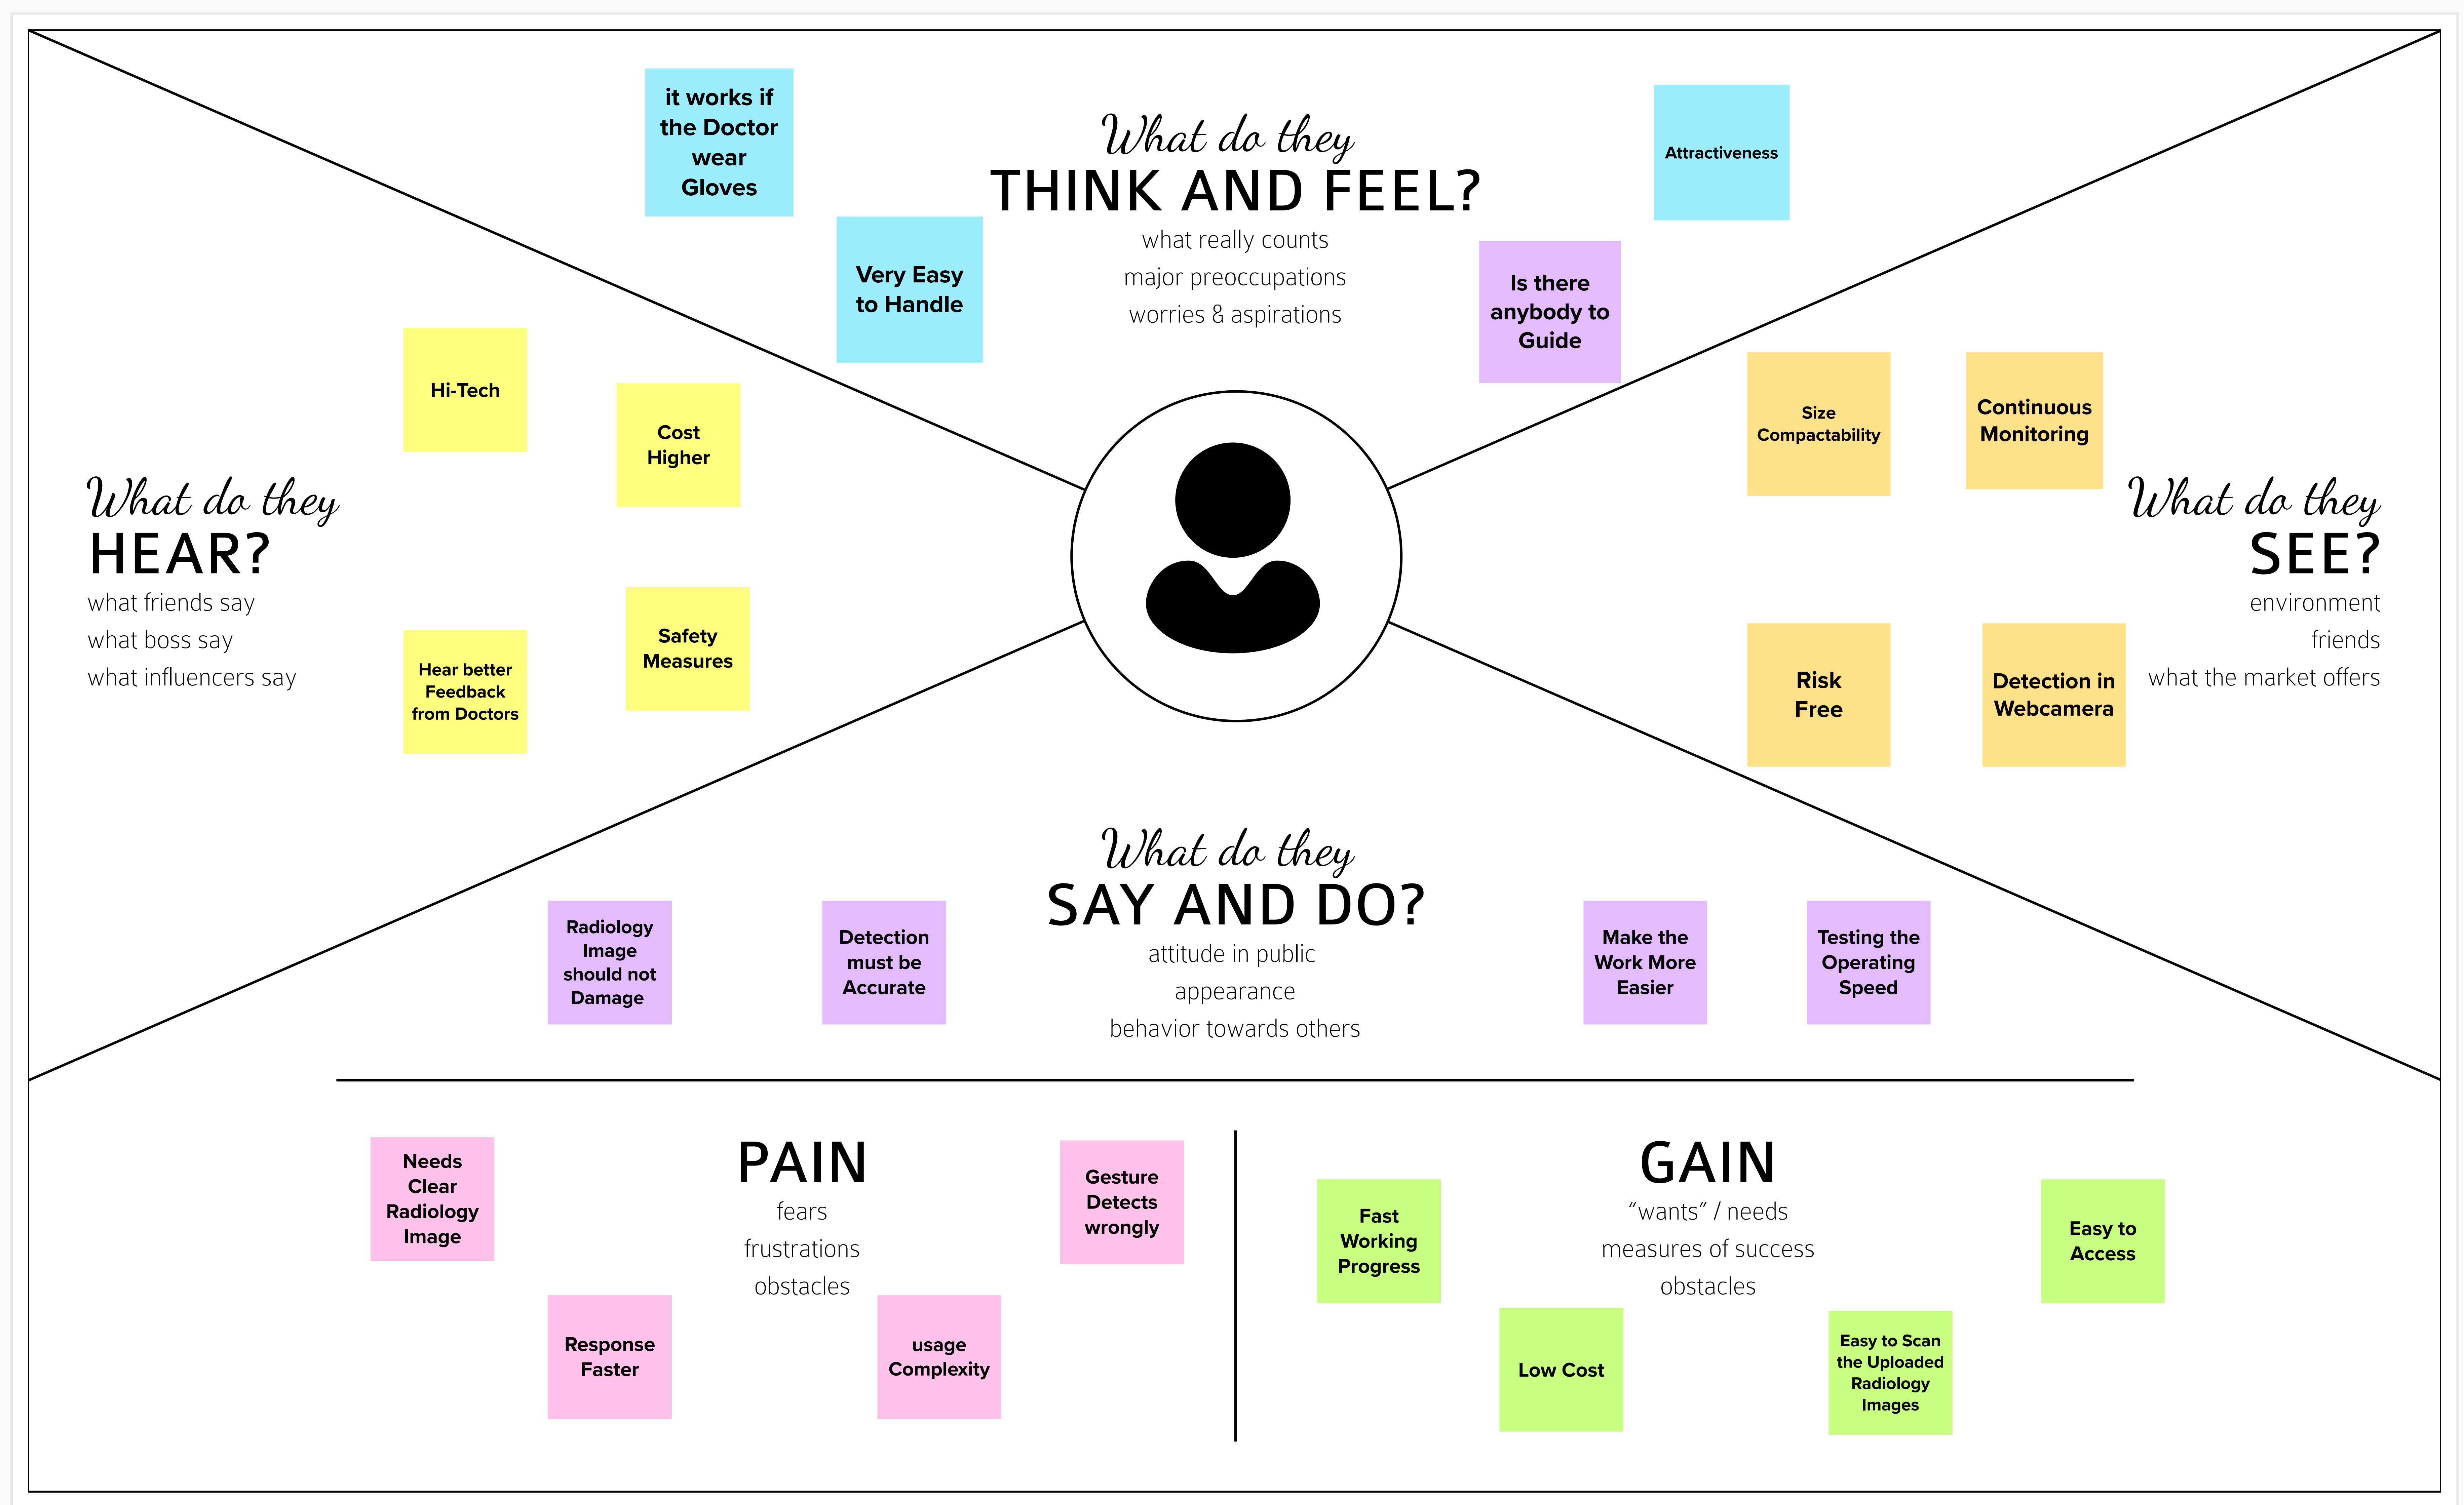 it works if
the Doctor
wear
Gloves
Very Easy
to Handle
What do they
THINK AND FEEL?
what really counts
major preoccupations
worries & aspirations
Attractiveness
Is there
anybody to
Guide
Hi-Tech
Cost
Higher
What do they
HEAR?
what friends say
what boss say
what influencers say
Hear better
Feedback
from Doctors
Safety
Measures
Size
Compactability
Continuous
Monitoring
What do they
SEE?
environment
friends
what the market offers
Risk
Free
Detection in
Webcamera
What do they
SAY AND DO?
attitude in public
appearance
behavior towards others
Radiology
Image
should not
Damage
Detection
must be
Accurate
Make the
Work More
Easier
Testing the
Operating
Speed
PAIN
fears
frustrations
obstacles
Needs
Clear
Radiology
Image
Gesture
Detects
wrongly
Response
Faster
usage
Complexity
GAIN
“wants” / needs
measures of success
obstacles
Fast
Working
Progress
Easy to
Access
Low Cost
Easy to Scan
the Uploaded
Radiology
Images